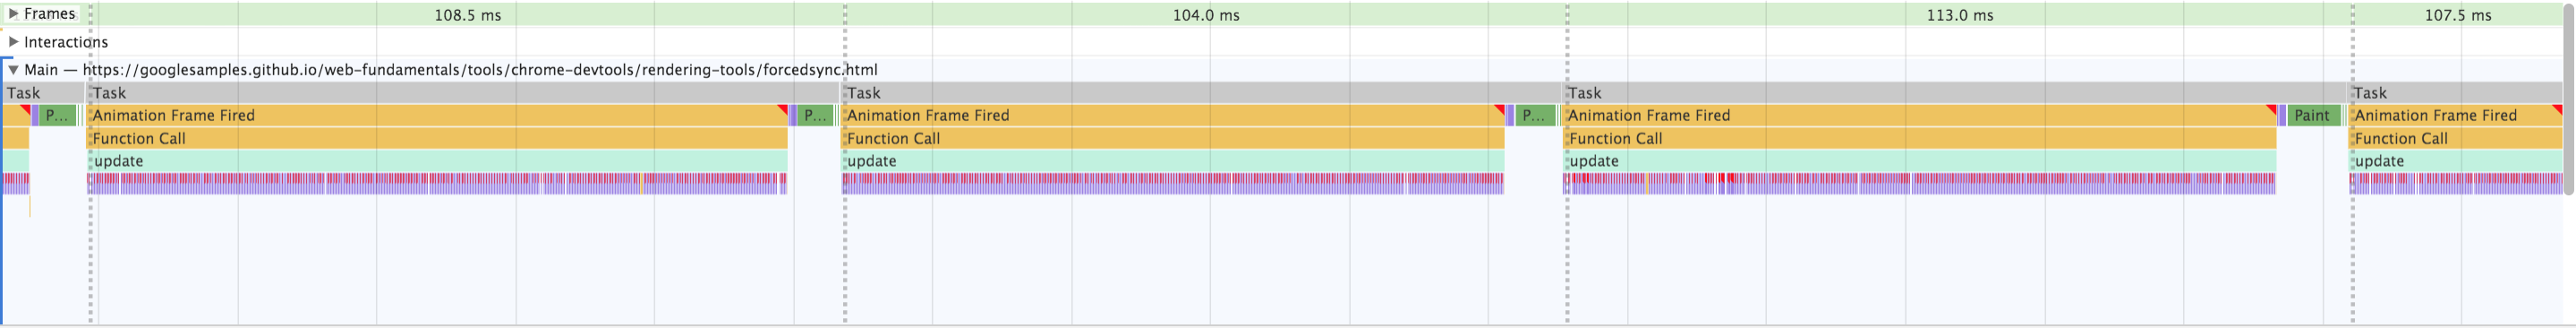 Frames 108.5 ms 104.0 ms 113.0 ms 107.5 ms
Interactions
Main — https://googlesamples.github.io/web-fundamentals/tools/chrome-devtools/rendering-tools/forcedsync.html
Task Task Task Task Task
P... Animation Frame Fired P... Animation Frame Fired P... Animation Frame Fired Paint Animation Frame Fired
Function Call Function Call Function Call Function Call
update update update update